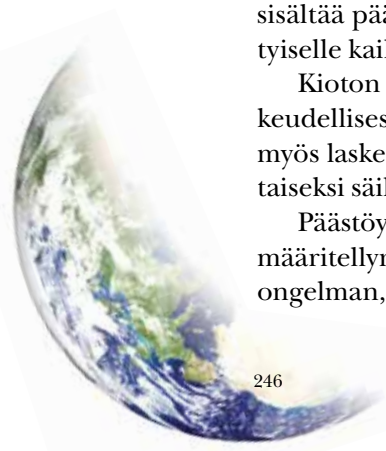 sisältää pää
tyiselle kail
Kioton
keudellises
myös laske
taiseksi säil
Päästöy
määritellyn
ongelman,
246